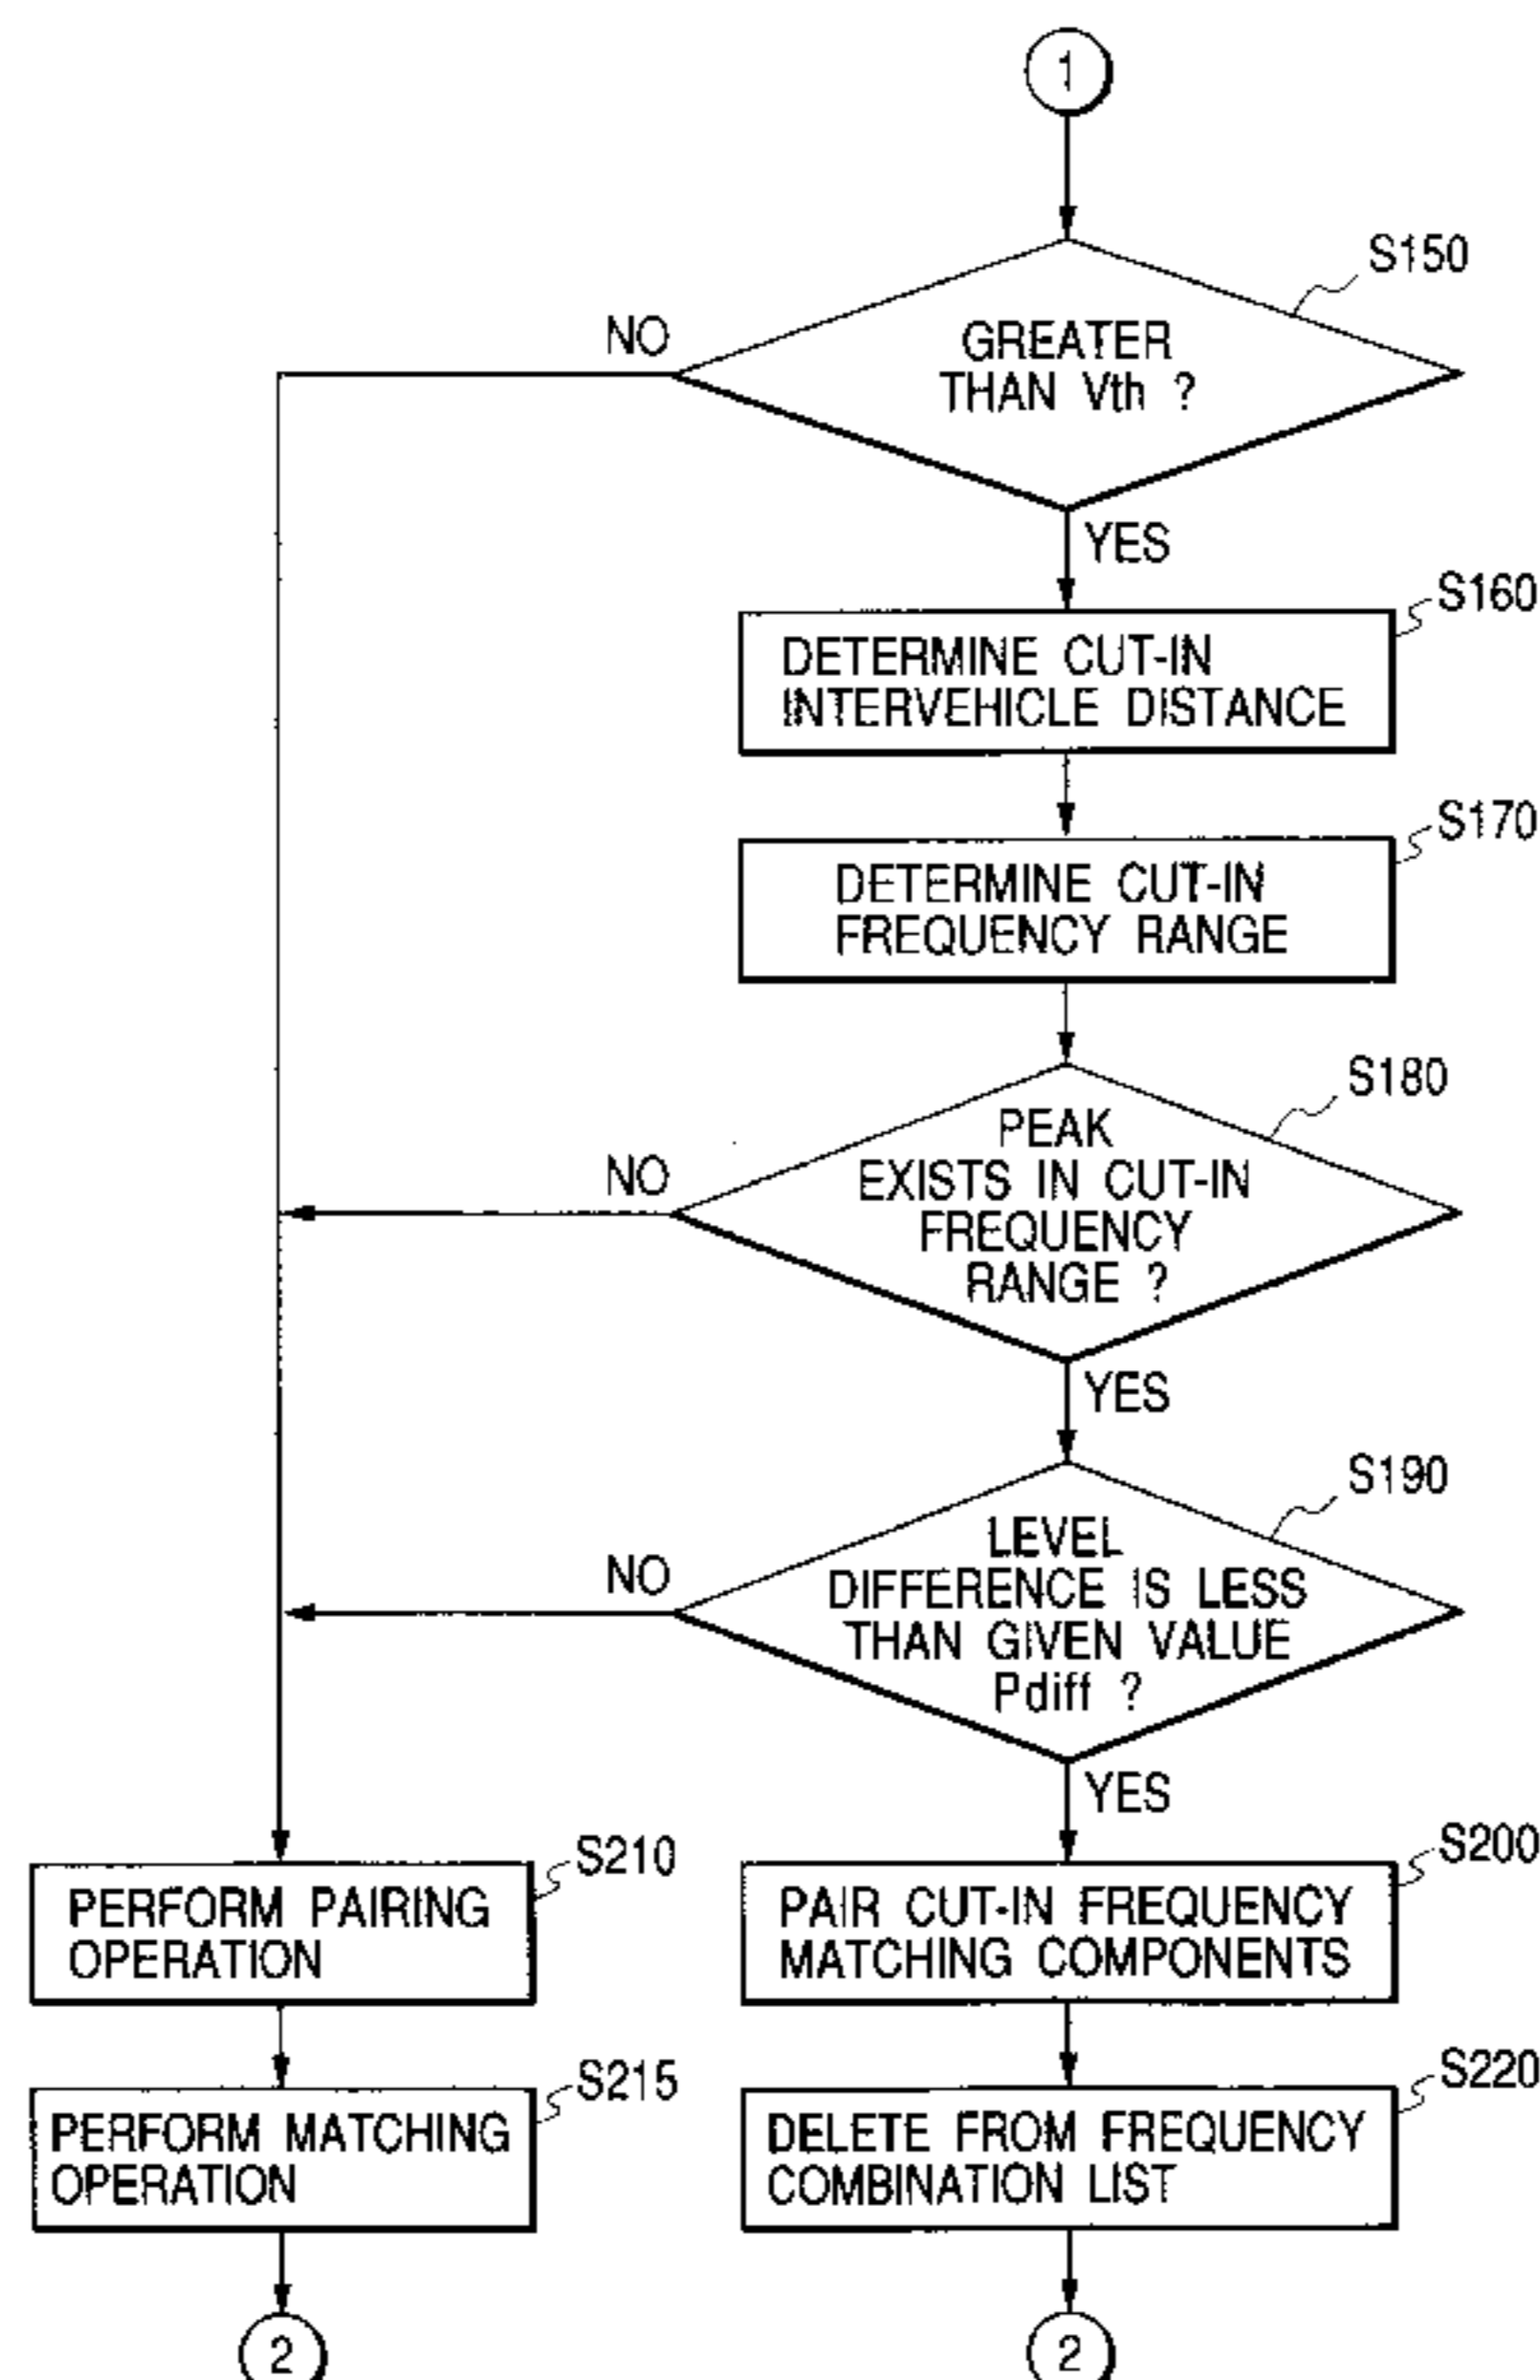 1
S150
NO
GREATER
THAN Vth ?
YES
S160
DETERMINE CUT-IN
INTERVEHICLE DISTANCE
S170
DETERMINE CUT-IN
FREQUENCY RANGE
S180
NO
PEAK
EXISTS IN CUT-IN
FREQUENCY
RANGE ?
YES
S190
NO
LEVEL
DIFFERENCE IS LESS
THAN GIVEN VALUE
Pdiff ?
YES
S210
PERFORM PAIRING
OPERATION
S200
PAIR CUT-IN FREQUENCY
MATCHING COMPONENTS
S215
PERFORM MATCHING
OPERATION
S220
DELETE FROM FREQUENCY
COMBINATION LIST
2
2